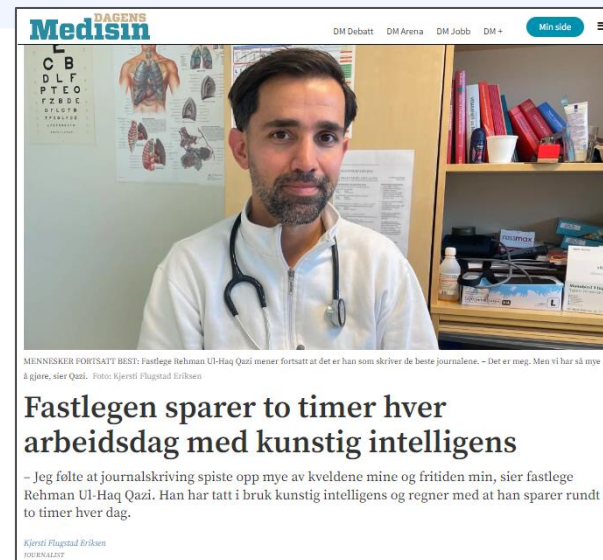 DAGENS
Medisin
DM Debatt DM Arena DM Jobb DM + Min side
E
C B
D L F
P T E O
F Z B D E
O F L C T B
nissmax
L
MENNESKER FORTSATT BEST: Fastlege Rehman Ul-Haq Qazi mener fortsatt at det er han som skriver de beste journalene. – Det er meg. Men vi har så mye
å gjøre, sier Qazi. Foto: Kjersti Flugstad Eriksen
Fastlegen sparer to timer hver
arbeidsdag med kunstig intelligens
– Jeg følte at journalskriving spiste opp mye av kveldene mine og fritiden min, sier fastlege
Rehman Ul-Haq Qazi. Han har tatt i bruk kunstig intelligens og regner med at han sparer rundt
to timer hver dag.
Kjersti Flugstad Eriksen
JOURNALIST